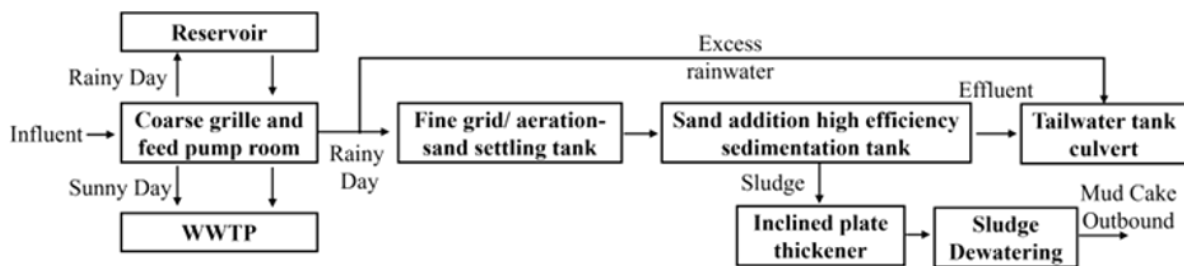 Reservoir
Excess
rainwater
Rainy Day
Effluent
Influent
Coarse grille and
feed pump room
Rainy
Day
Fine grid/ aeration-
sand settling tank
Sand addition high efficiency
sedimentation tank
Tailwater tank
culvert
Sunny Day
Sludge
Mud Cake
Outbound
WWTP
Inclined plate
thickener
Sludge
Dewatering